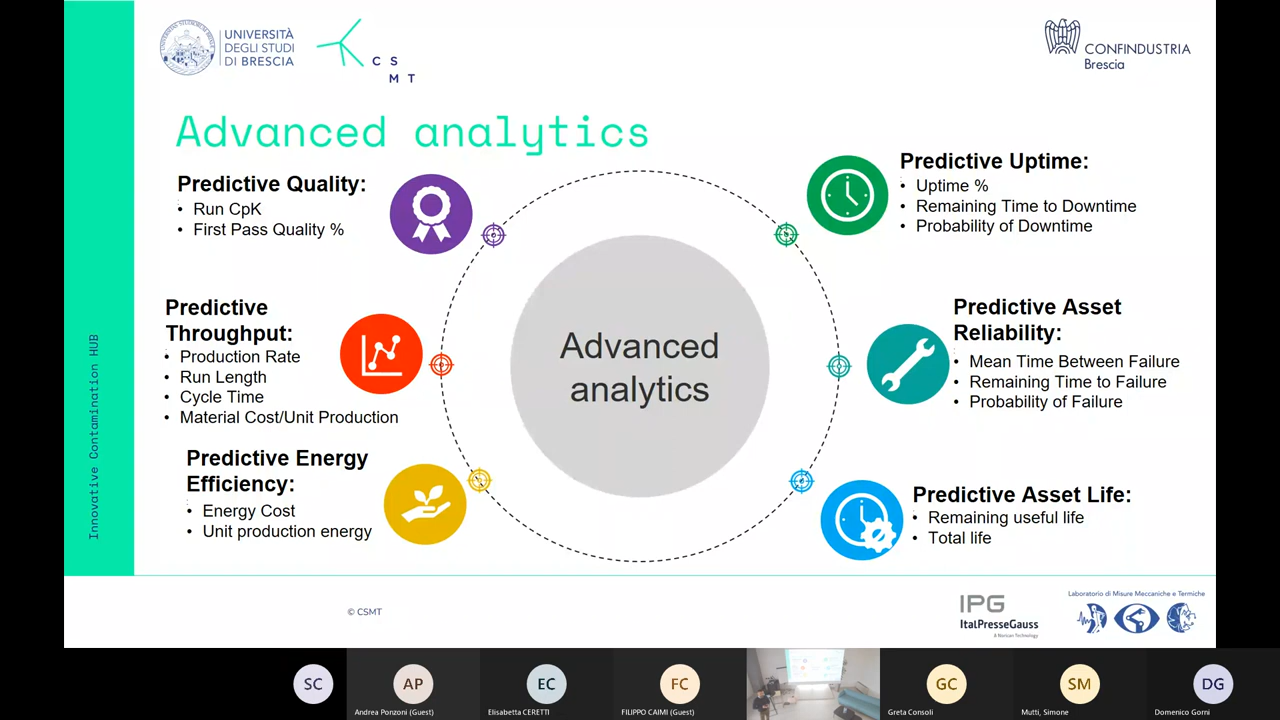 UNIVERSITÀ
DEGLI STUDI
DI BRESCIA
C S
M T
CONFINDUSTRIA
Brescia
Advanced analytics
Predictive Quality:
• Run CpK
• First Pass Quality %
Predictive Uptime:
• Uptime %
• Remaining Time to Downtime
• Probability of Downtime
Predictive
Throughput:
• Production Rate
• Run Length
• Cycle Time
• Material Cost/Unit Production
Advanced
analytics
Predictive Asset
Reliability:
• Mean Time Between Failure
• Remaining Time to Failure
• Probability of Failure
Predictive Energy
Efficiency:
• Energy Cost
• Unit production energy
Predictive Asset Life:
• Remaining useful life
• Total life
Innovative Contamination HUB
© CSMT
IPG
ItalPresseGauss
A Norican Technology
Laboratorio di Misure Meccaniche e Termiche
SC
AP
EC
FC
GC
SM
DG
Andrea Ponzoni (Guest)
Elisabetta CERETTI
FILIPPO CAIMI (Guest)
Greta Consoli
Mutti, Simone
Domenico Gorni